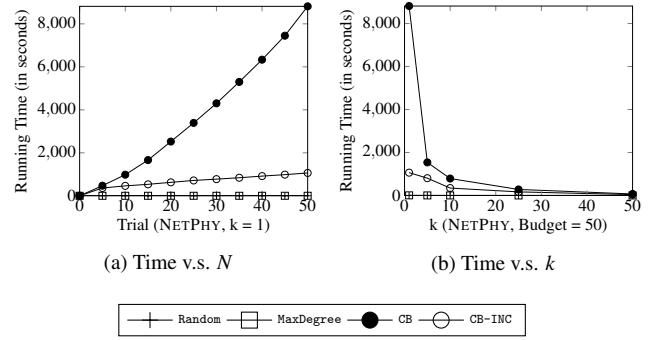 8,000
6,000
4,000
2,000
0
0 10 20 30 40 50
Running Time (in seconds)
Trial (NETPHY, k = 1)
(a) Time v.s. N
8,000
6,000
4,000
2,000
0
0 10 20 30 40 50
Running Time (in seconds)
k (NETPHY, Budget = 50)
(b) Time v.s. k
Random MaxDegree CB CB-INC